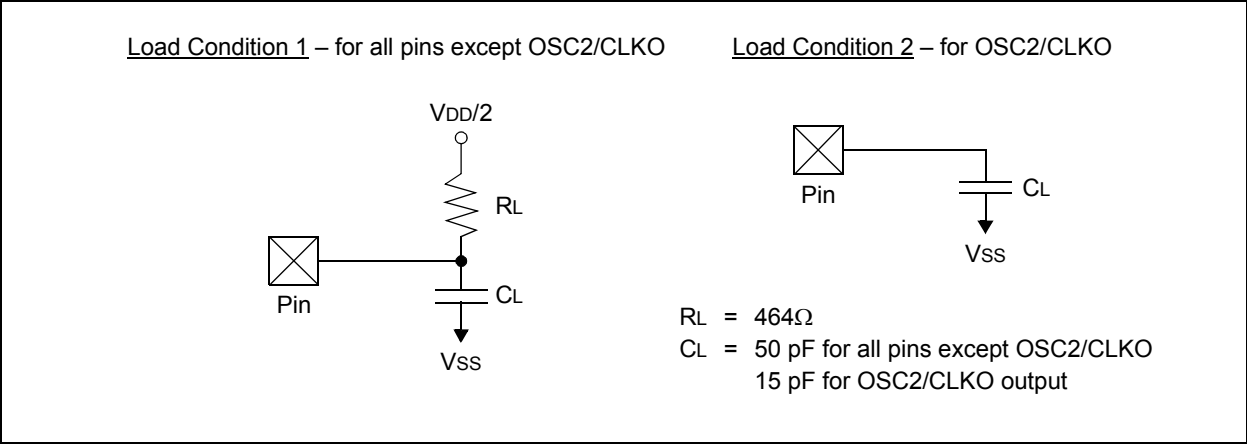 Load Condition 1 – for all pins except OSC2/CLKO
Load Condition 2 – for OSC2/CLKO
VDD/2
RL
Pin
CL
VSS
Pin
CL
VSS
RL = 464Ω
CL = 50 pF for all pins except OSC2/CLKO
15 pF for OSC2/CLKO output